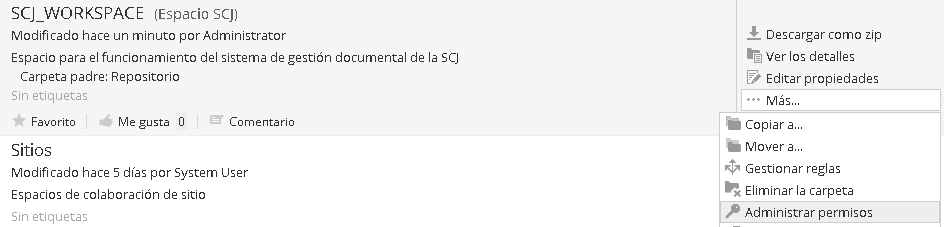 SCJ_WORKSPACE (Espacio SCJ)
Modificado hace un minuto por Administrator
Espacio para el funcionamiento del sistema de gestión documental de la SCJ
Carpeta padre: Repositorio
Sin etiquetas
Favorito Me gusta 0 Comentario
Sitios
Modificado hace 5 días por System User
Espacios de colaboración de sitio
Sin etiquetas
Descargar como zip
Ver los detalles
Editar propiedades
Más...
Copiar a...
Mover a...
Gestionar reglas
Eliminar la carpeta
Administrar permisos